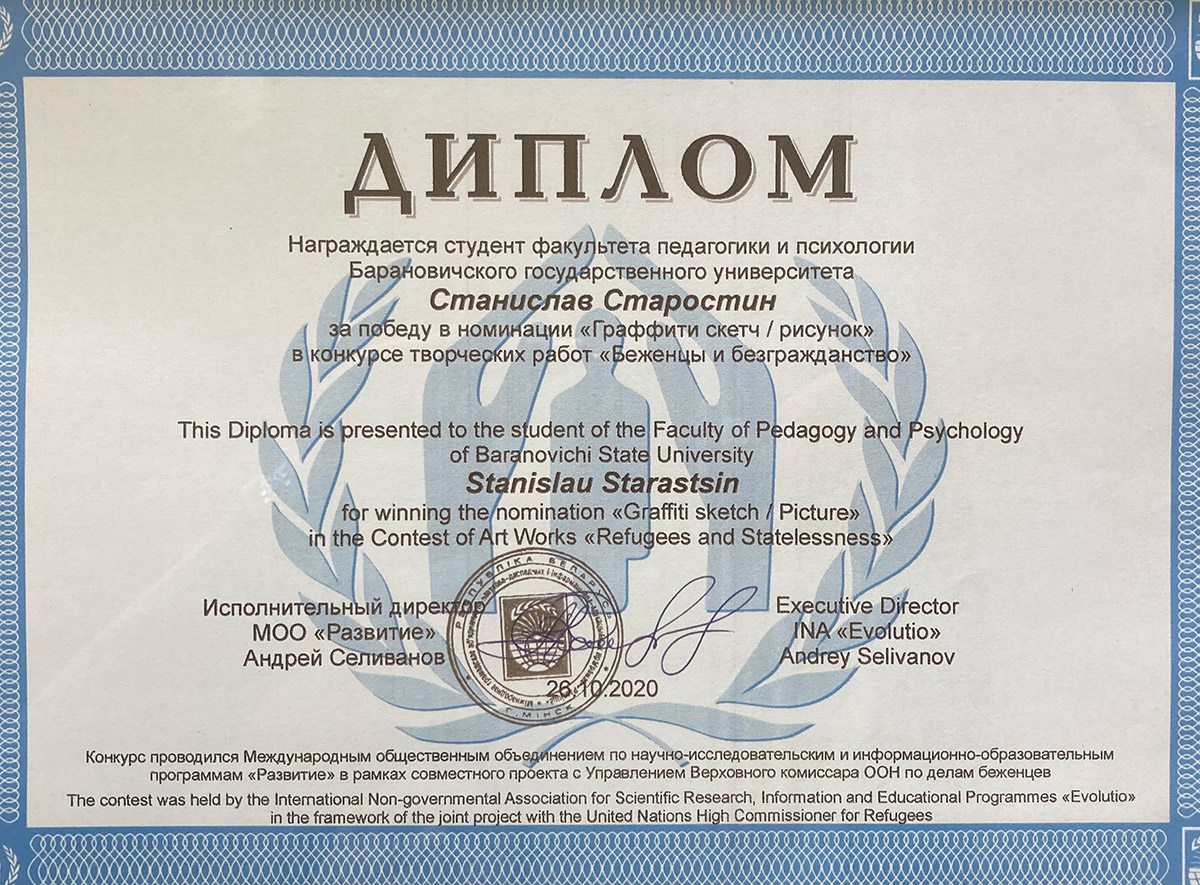 ДИПЛОМ
Награждается студент факультета педагогики и психологии
Барановичского государственного университета
Станислав Старостин
за победу в номинации «Граффити скетч / рисунок»
в конкурсе творческих работ «Беженцы и безгражданство»
This Diploma is presented to the student of the Faculty of Pedagogy and Psychology
of Baranovichi State University
Stanislau Starastsin
for winning the nomination «Graffiti sketch / Picture»
in the Contest of Art Works «Refugees and Statelessness»
Исполнительный директор
МОО «Развитие»
Андрей Селиванов
РЭСПУБЛІКА БЕЛАРУСЬ
г. МІНСК
Executive Director
INA «Evolutio»
Andrey Selivanov
26.10.2020
Конкурс проводился Международным общественным объединением по научно-исследовательским и информационно-образовательным
программам «Развитие» в рамках совместного проекта с Управлением Верховного комиссара ООН по делам беженцев
The contest was held by the International Non-governmental Association for Scientific Research, Information and Educational Programmes «Evolutio»
in the framework of the joint project with the United Nations High Commissioner for Refugees